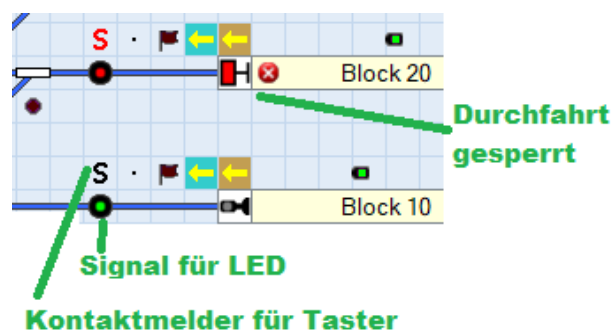 S
Block 20
Durchfahrt
gesperrt
S
Block 10
Signal für LED
Kontaktmelder für Taster